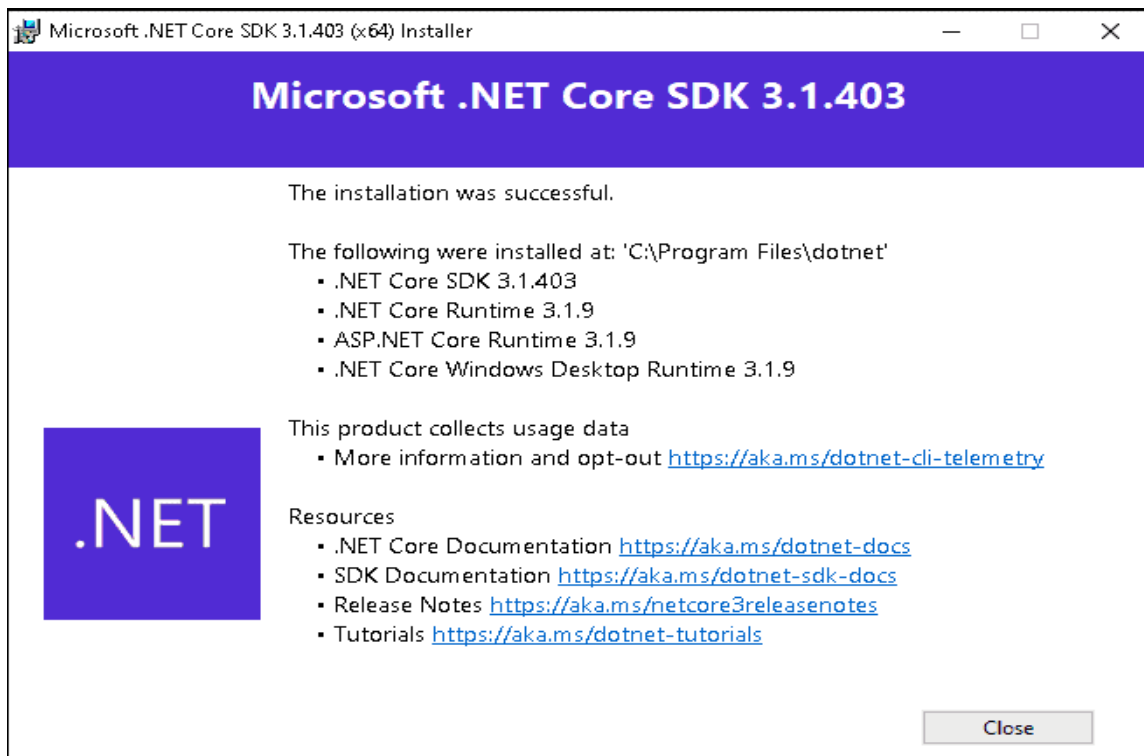 Microsoft .NET Core SDK 3.1.403 (x64) Installer
Microsoft .NET Core SDK 3.1.403
The installation was successful.
The following were installed at: 'C:\Program Files\dotnet'
▪ .NET Core SDK 3.1.403
▪ .NET Core Runtime 3.1.9
▪ ASP.NET Core Runtime 3.1.9
▪ .NET Core Windows Desktop Runtime 3.1.9
This product collects usage data
▪ More information and opt-out https://aka.ms/dotnet-cli-telemetry
.NET
Resources
▪ .NET Core Documentation https://aka.ms/dotnet-docs
▪ SDK Documentation https://aka.ms/dotnet-sdk-docs
▪ Release Notes https://aka.ms/netcore3releasenotes
▪ Tutorials https://aka.ms/dotnet-tutorials
Close